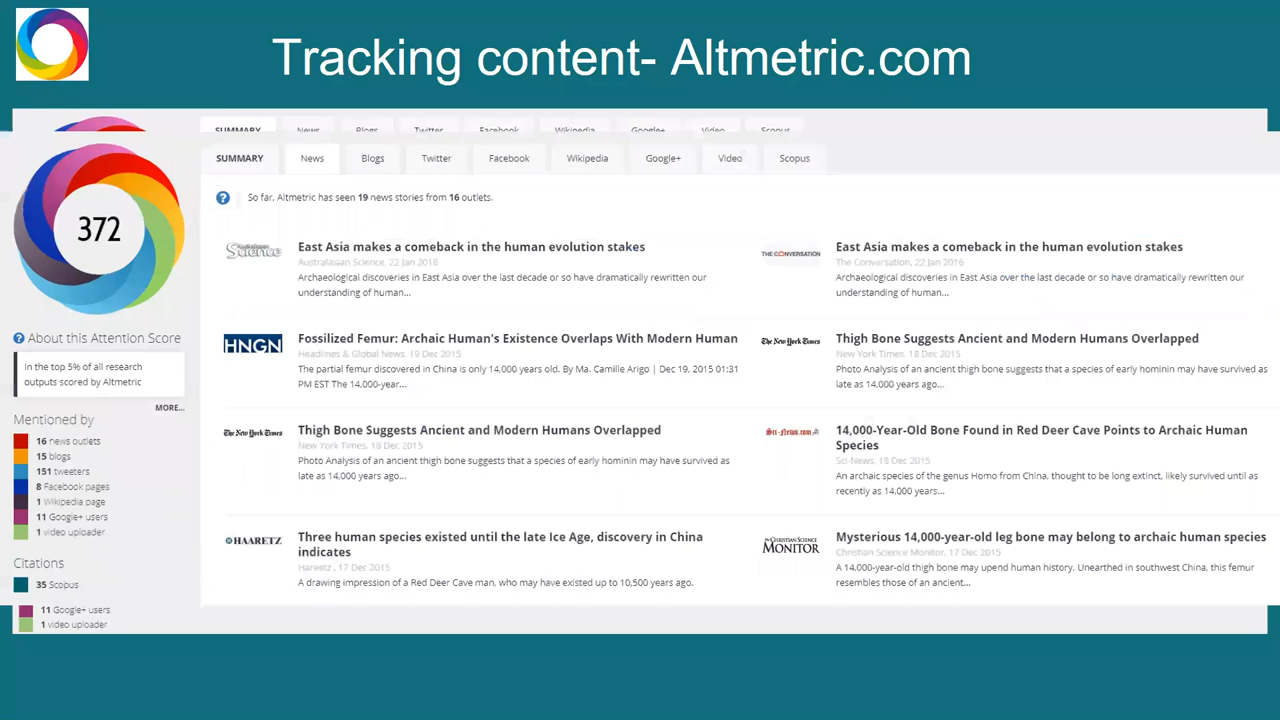 Tracking content- Altmetric.com
SUMMARY News Blogs Twitter Facebook Wikipedia Google+ Video Scopus
SUMMARY News Blogs Twitter Facebook Wikipedia Google+ Video Scopus
372
? About this Attention Score
In the top 5% of all research
outputs scored by Altmetric
MORE...
Mentioned by
16 news outlets
15 blogs
151 tweeters
8 Facebook pages
1 Wikipedia page
11 Google+ users
1 video uploader
Citations
35 Scopus
11 Google+ users
1 video uploader
? So far, Altmetric has seen 19 news stories from 16 outlets.
Australasian Science
East Asia makes a comeback in the human evolution stakes
Australasian Science, 22 Jan 2016
Archaeological discoveries in East Asia over the last decade or so have dramatically rewritten our
understanding of human...
THE CONVERSATION
East Asia makes a comeback in the human evolution stakes
The Conversation, 22 Jan 2016
Archaeological discoveries in East Asia over the last decade or so have dramatically rewritten our
understanding of human...
HNGN
Fossilized Femur: Archaic Human's Existence Overlaps With Modern Human
Headlines & Global News, 19 Dec 2015
The partial femur discovered in China is only 14,000 years old. By Ma. Camille Arigo | Dec 19, 2015 01:31
PM EST The 14,000-year...
The New York Times
Thigh Bone Suggests Ancient and Modern Humans Overlapped
New York Times, 18 Dec 2015
Photo Analysis of an ancient thigh bone suggests that a species of early hominin may have survived as
late as 14,000 years ago...
The New York Times
Thigh Bone Suggests Ancient and Modern Humans Overlapped
New York Times, 18 Dec 2015
Photo Analysis of an ancient thigh bone suggests that a species of early hominin may have survived as
late as 14,000 years ago...
Sci-News.com
14,000-Year-Old Bone Found in Red Deer Cave Points to Archaic Human
Species
Sci-News, 18 Dec 2015
An archaic species of the genus Homo from China, thought to be long extinct, likely survived until as
recently as 14,000 years...
HAARETZ
Three human species existed until the late Ice Age, discovery in China
indicates
Hareetz , 17 Dec 2015
A drawing impression of a Red Deer Cave man, who may have existed up to 10,500 years ago.
The CHRISTIAN SCIENCE
MONITOR
Mysterious 14,000-year-old leg bone may belong to archaic human species
Christian Science Monitor, 17 Dec 2015
A 14,000-year-old thigh bone may upend human history. Unearthed in southwest China, this femur
resembles those of an ancient...